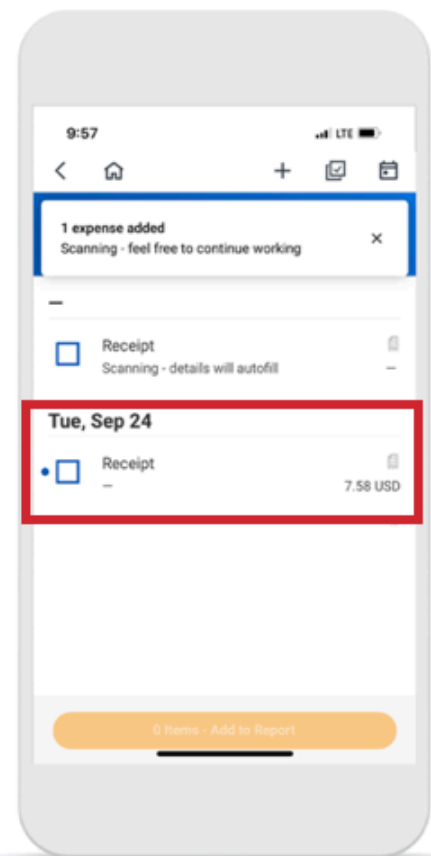 9:57 LTE
1 expense added
Scanning - feel free to continue working
Receipt
Scanning - details will autofill
–
Tue, Sep 24
Receipt
–
7.58 USD
0 Items - Add to Report